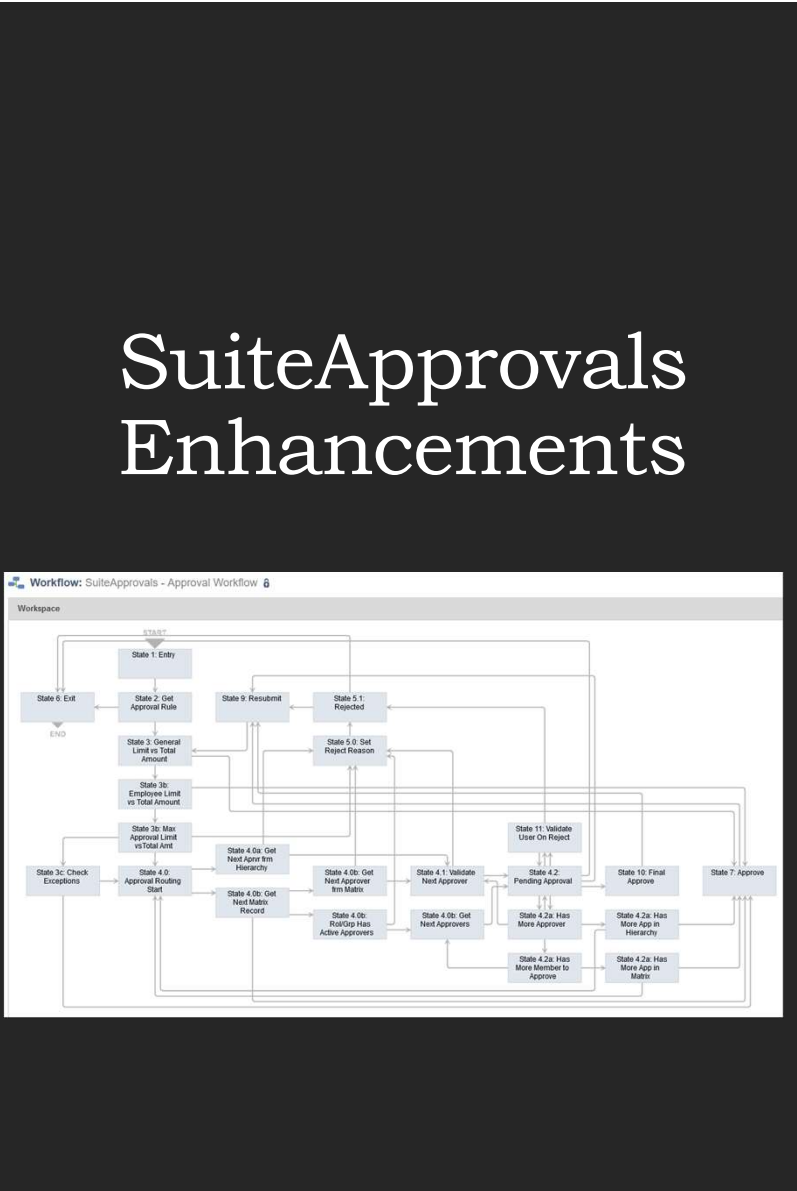 SuiteApprovals
Enhancements
Workflow: SuiteApprovals - Approval Workflow
Workspace
START
State 1: Entry
State 6: Exit
State 2: Get
Approval Rule
State 9: Resubmit
State 5.1:
Rejected
END
State 3: General
Limit vs Total
Amount
State 5.0: Set
Reject Reason
State 3b:
Employee Limit
vs Total Amount
State 3b: Max
Approval Limit
vsTotal Amt
State 11: Validate
User On Reject
State 4.0a: Get
Next Aprvr frm
Hierarchy
State 3c: Check
Exceptions
State 4.0:
Approval Routing
Start
State 4.0b: Get
Next Approver
frm Matrix
State 4.1: Validate
Next Approver
State 4.2:
Pending Approval
State 10: Final
Approve
State 7: Approve
State 4.0b: Get
Next Matrix
Record
State 4.0b:
Rol/Grp Has
Active Approvers
State 4.0b: Get
Next Approvers
State 4.2a: Has
More Approver
State 4.2a: Has
More App in
Hierarchy
State 4.2a: Has
More Member to
Approve
State 4.2a: Has
More App in
Matrix